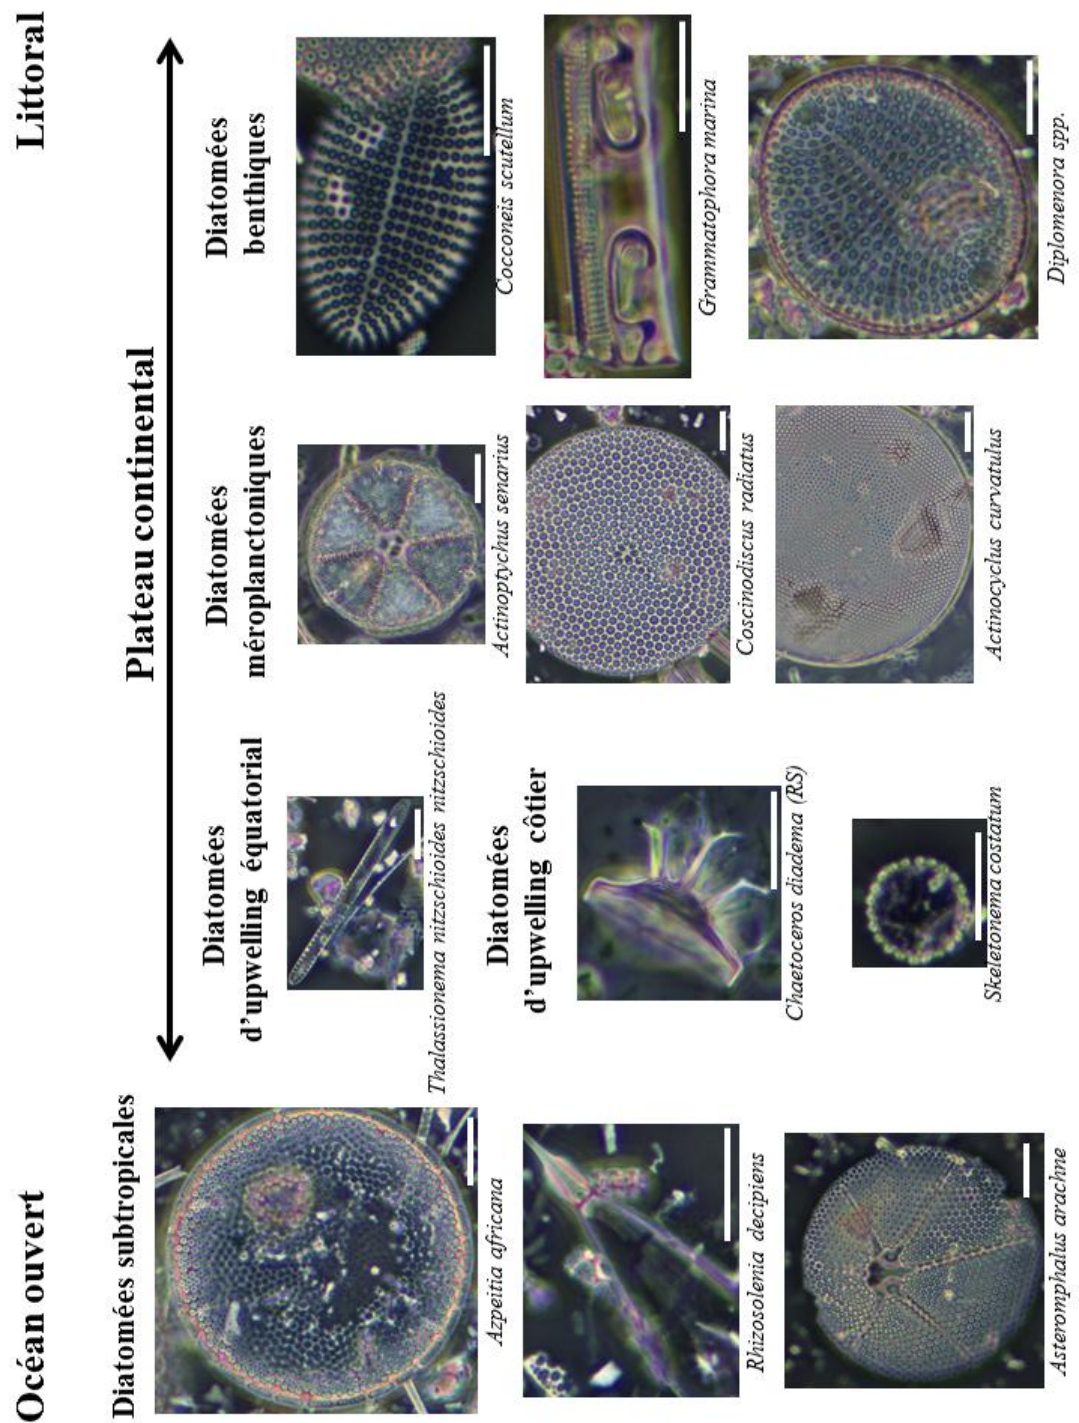 Océan ouvert
Littoral
Plateau continental
Diatomées subtropicales
Azpeitia africana
Rhizosolenia decipiens
Asteromphalus arachne
Diatomées
d'upwelling équatorial
Thalassionema nitzschioides nitzschioides
Diatomées
d'upwelling côtier
Chaetoceros diadema (RS)
Skeletonema costatum
Diatomées
méroplanctoniques
Actinoptychus senarius
Coscinodiscus radiatus
Actinocyclus curvatulus
Diatomées
benthiques
Cocconeis scutellum
Grammatophora marina
Diplomenora spp.